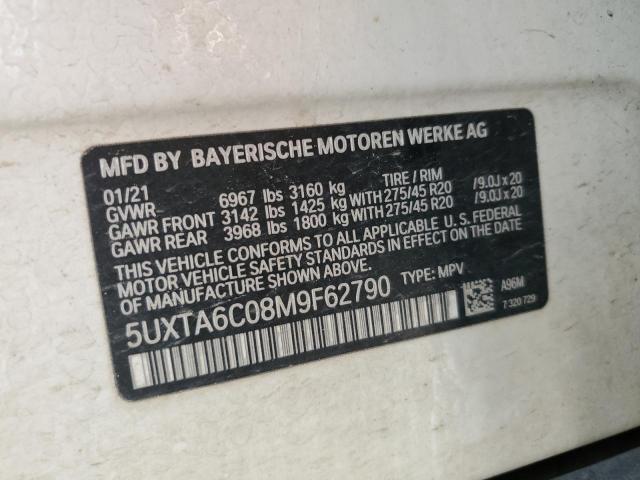 MFD BY BAYERISCHE MOTOREN WERKE AG
01/21 TIRE / RIM
GVWR 6967 lbs 3160 kg
GAWR FRONT 3142 lbs 1425 kg WITH 275/45 R20 /9.0J x 20
GAWR REAR 3968 lbs 1800 kg WITH 275/45 R20 /9.0J x 20
THIS VEHICLE CONFORMS TO ALL APPLICABLE U.S. FEDERAL
MOTOR VEHICLE SAFETY STANDARDS IN EFFECT ON THE DATE
OF MANUFACTURE SHOWN ABOVE.
5UXTA6C08M9F62790 TYPE: MPV
A96M
7 320 729